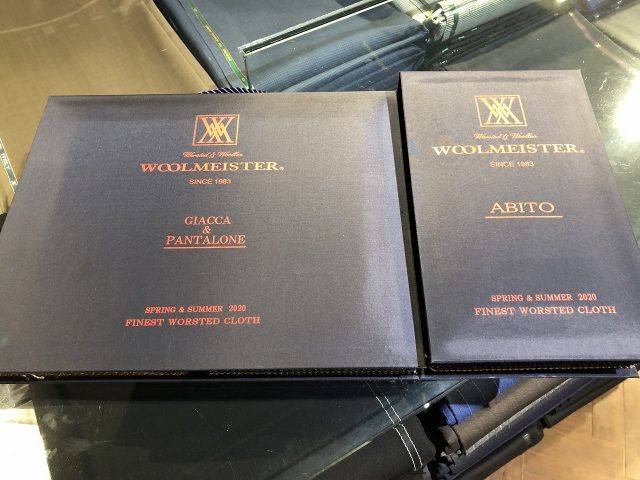 Worsted & Woollen
WOOLMEISTER®
SINCE 1983
GIACCA
&
PANTALONE
SPRING & SUMMER 2020
FINEST WORSTED CLOTH
Worsted & Woollen
WOOLMEISTER®
SINCE 1983
ABITO
SPRING & SUMMER 2020
FINEST WORSTED CLOTH